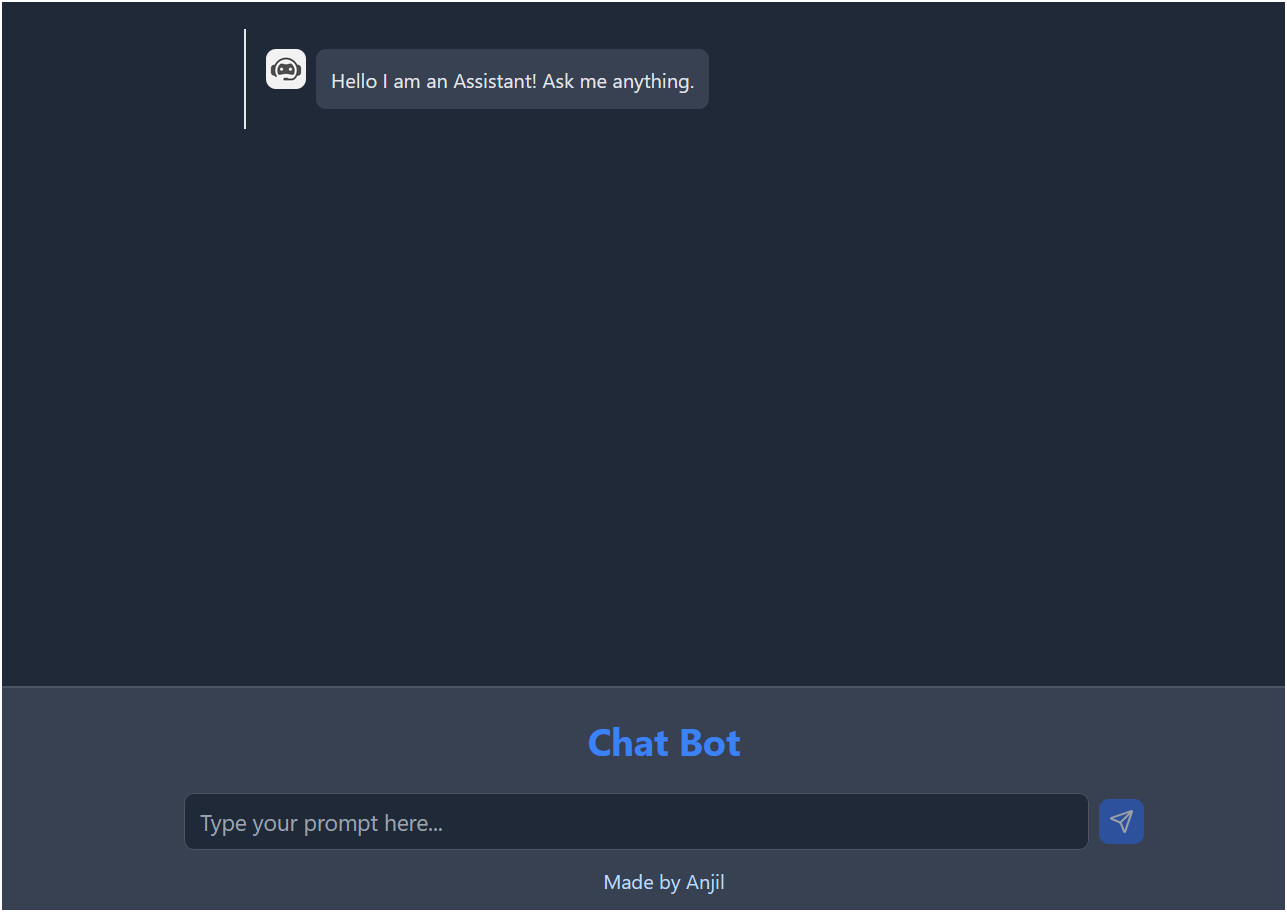 Hello I am an Assistant! Ask me anything.
Chat Bot
Type your prompt here...
Made by Anjil